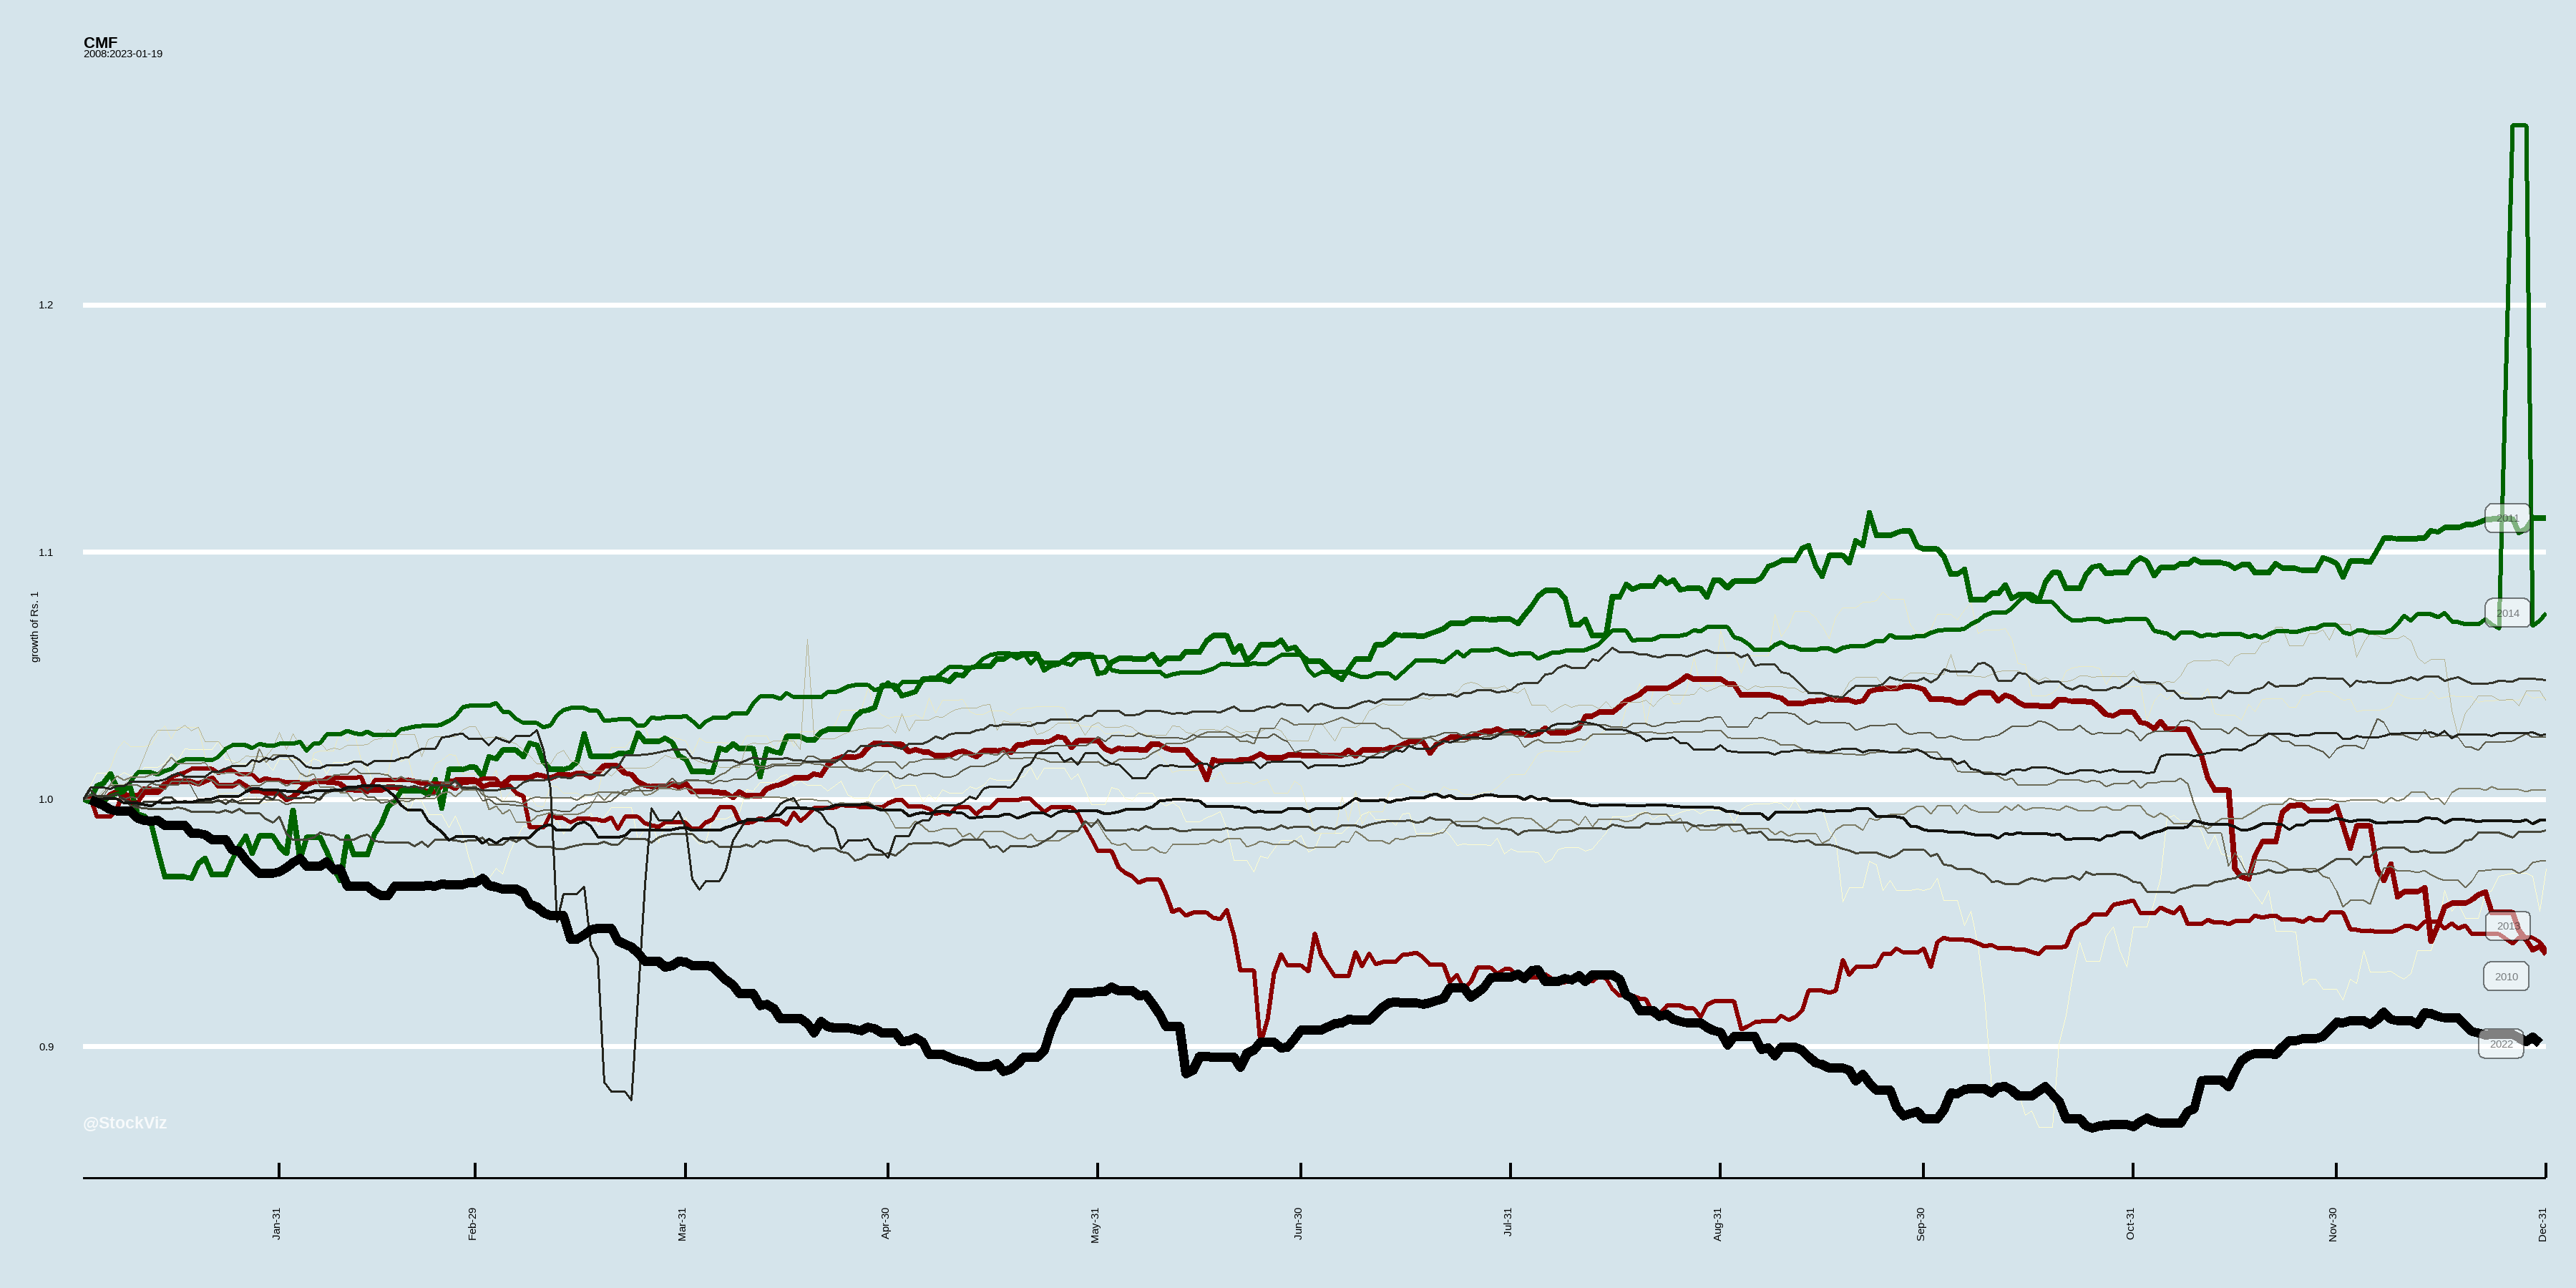 CMF
2008:2023-01-19
1.2
1.1
1.0
0.9
growth of Rs. 1
2011
2014
2013
2010
2022
@StockViz
Jan-31
Feb-29
Mar-31
Apr-30
May-31
Jun-30
Jul-31
Aug-31
Sep-30
Oct-31
Nov-30
Dec-31